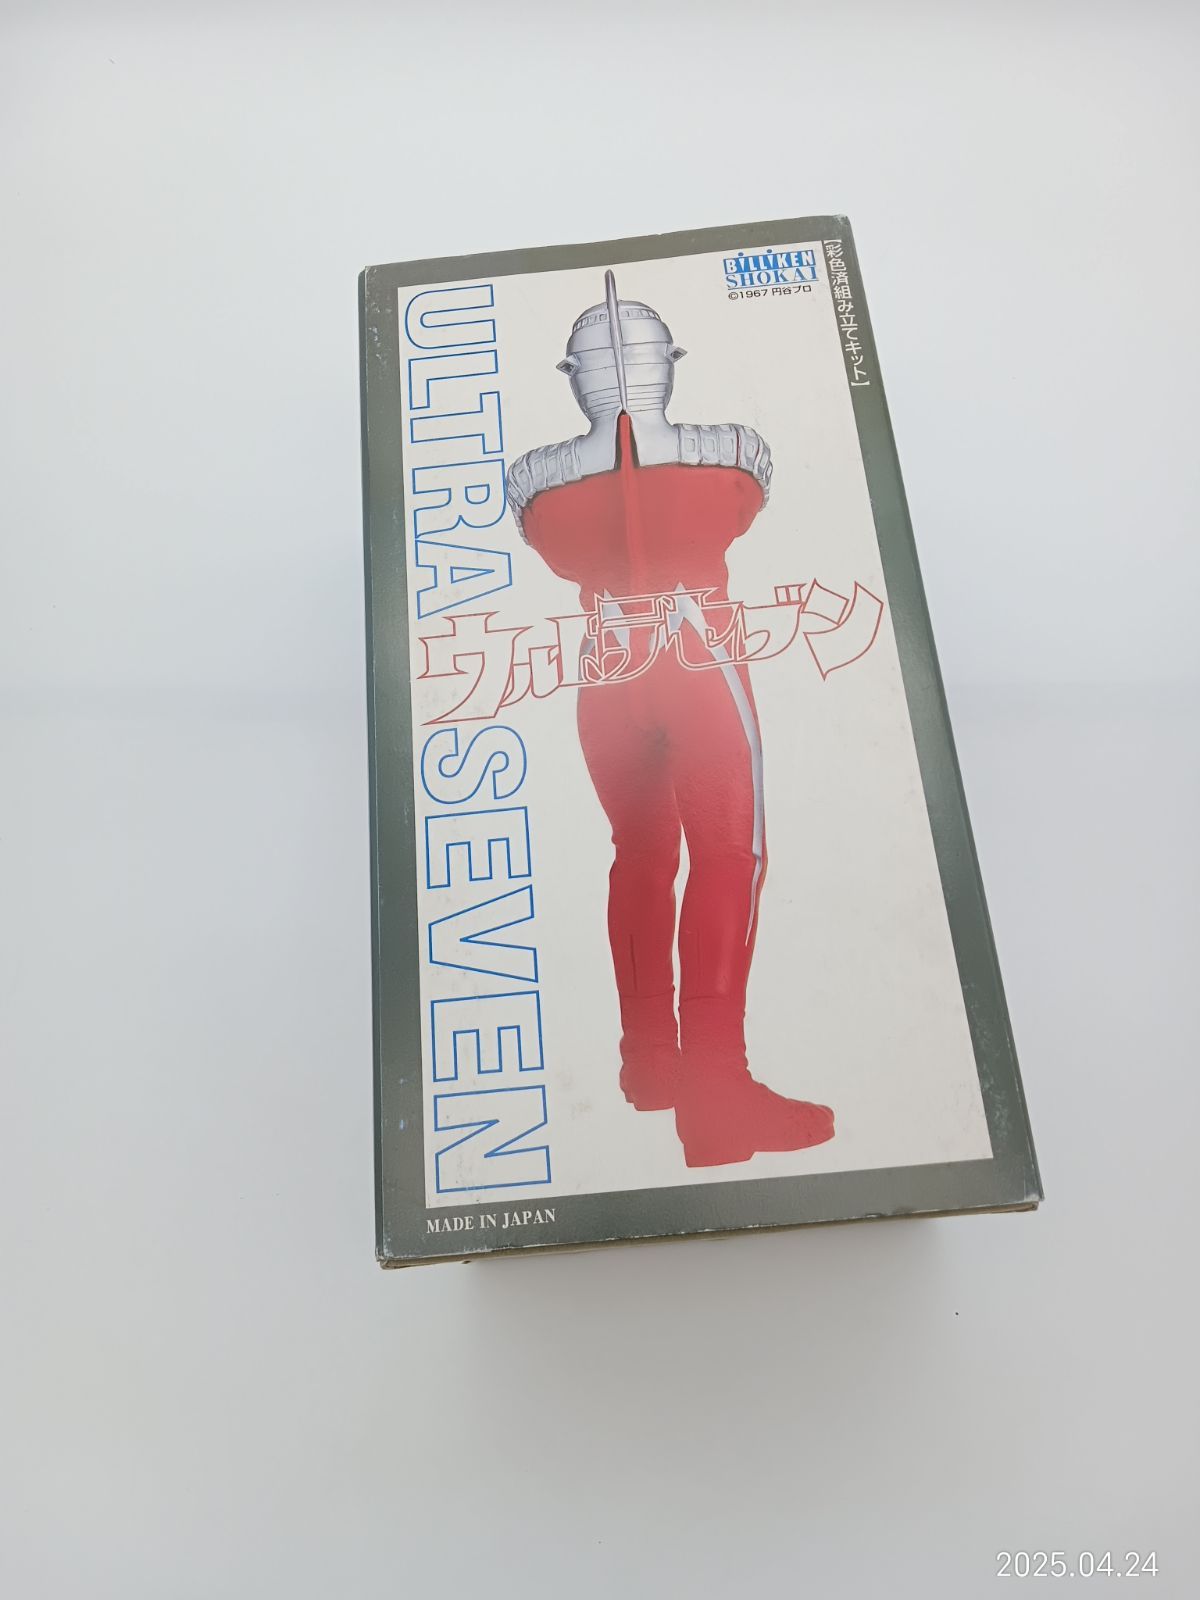 BILLIKEN
SHOKAI
©1967 円谷プロ
【彩色済組み立てキット】
ULTRA SEVEN
ウルトラセブン
MADE IN JAPAN
2025.04.24